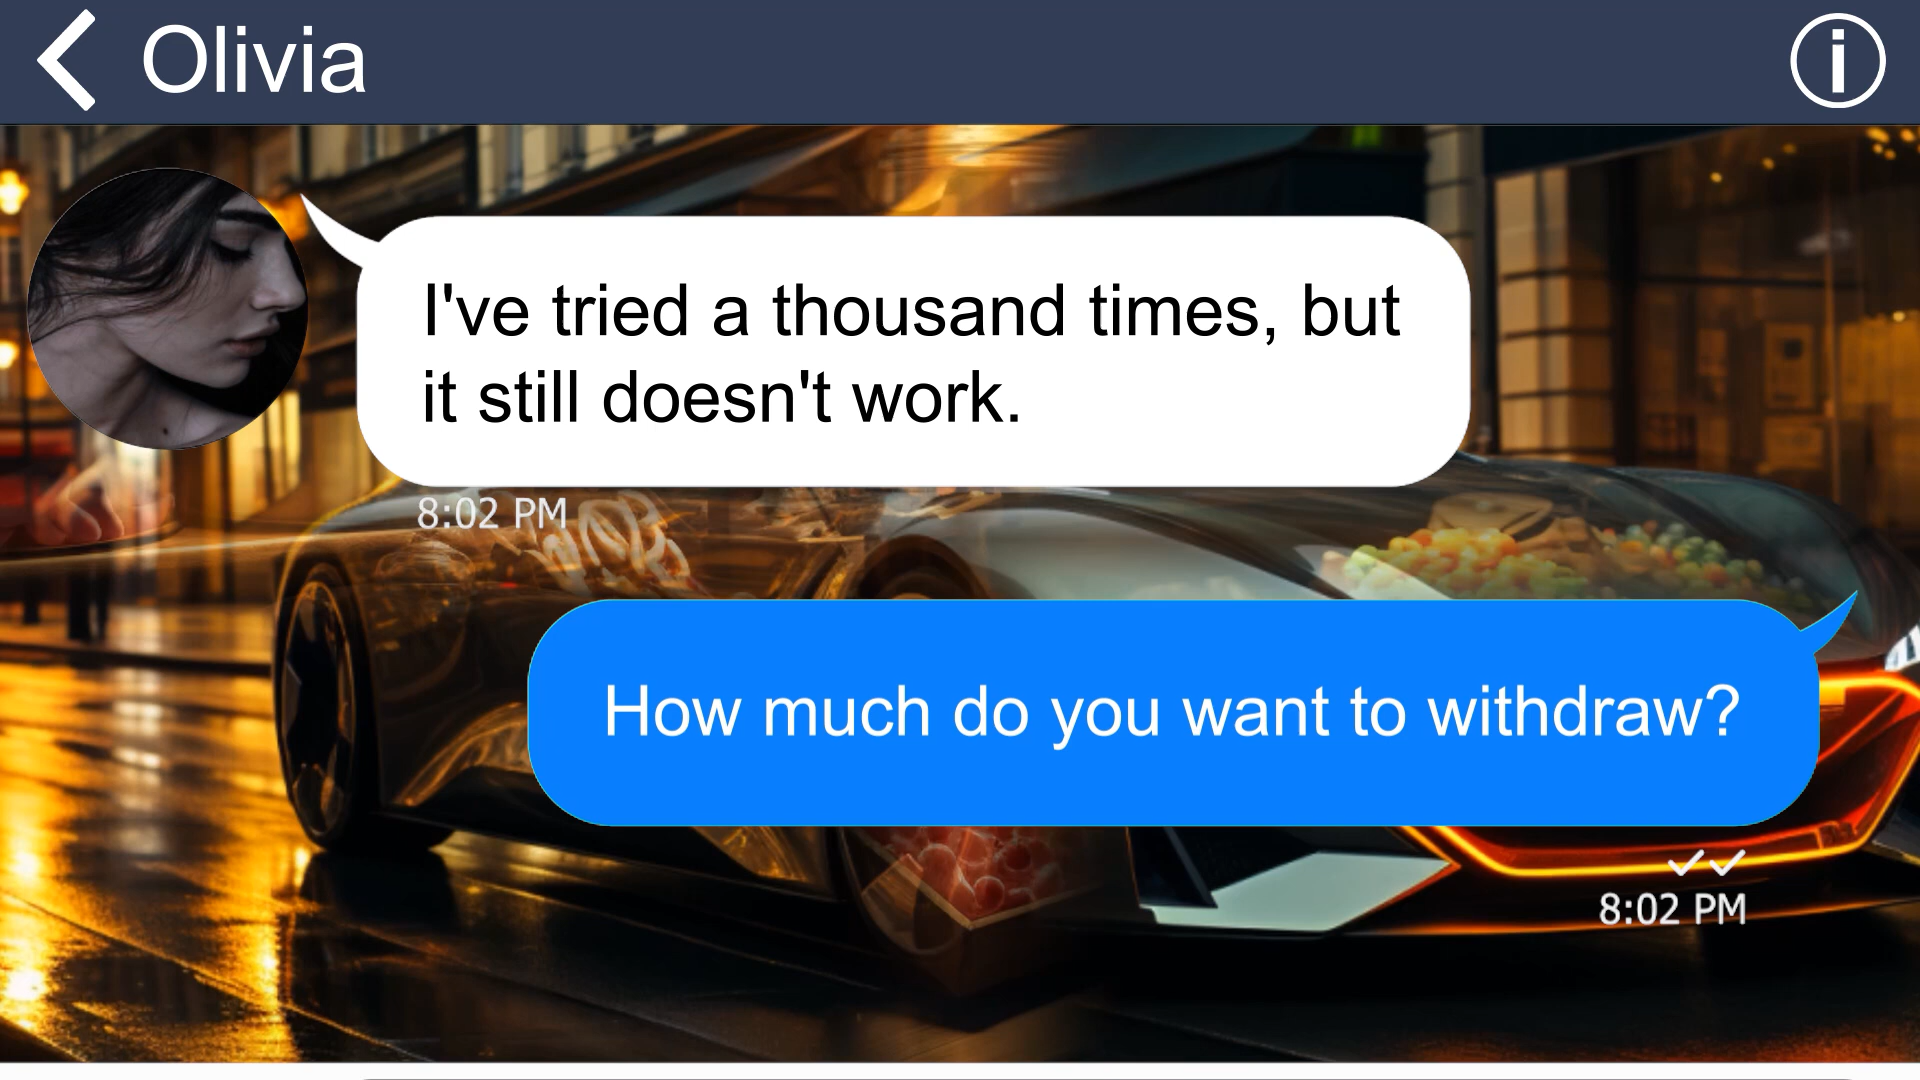 Olivia
I've tried a thousand times, but
it still doesn't work.
8:02 PM
How much do you want to withdraw?
8:02 PM